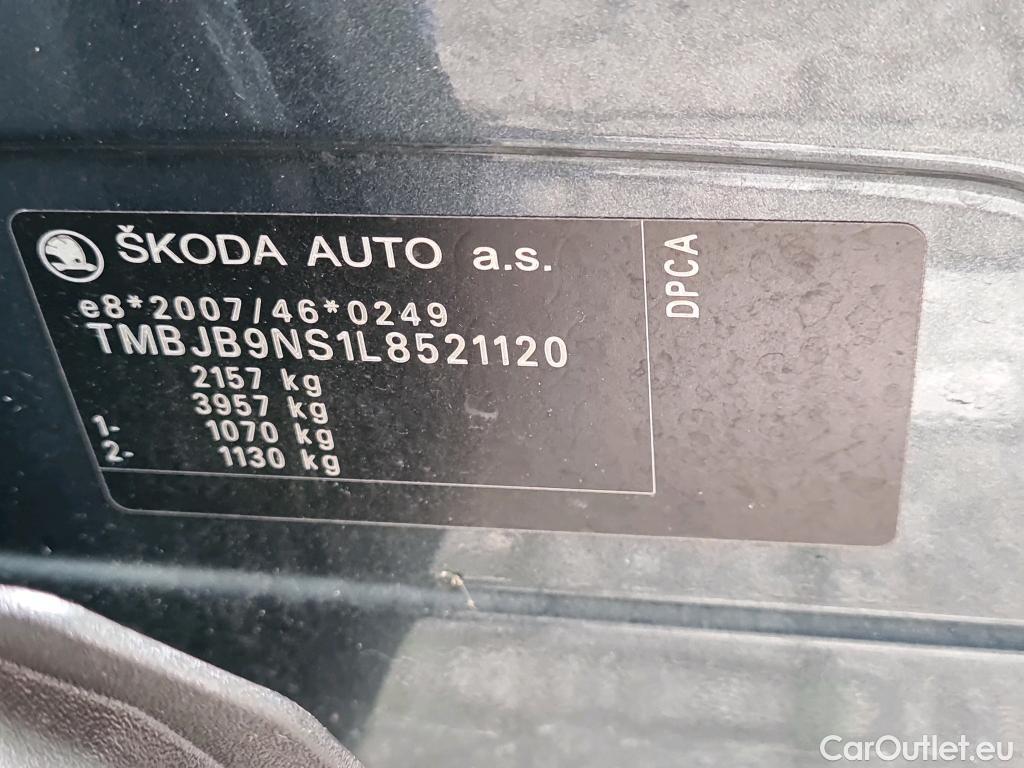 ŠKODA AUTO a.s.
DPCA
e8*2007/46*0249
TMBJB9NS1L8521120
2157 kg
3957 kg
1- 1070 kg
2- 1130 kg
CarOutlet.eu